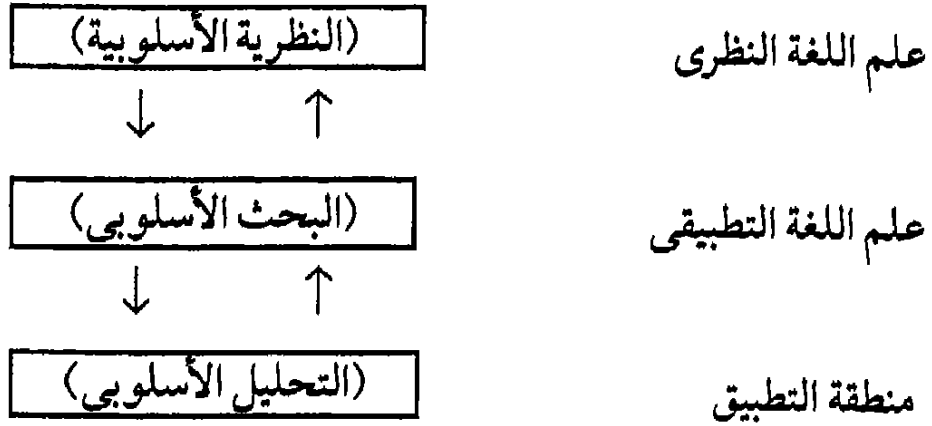 علم اللغة النظرى (النظرية الأسلوبية)
علم اللغة التطبيقى (البحث الأسلوبى)
منطقة التطبيق (التحليل الأسلوبى)